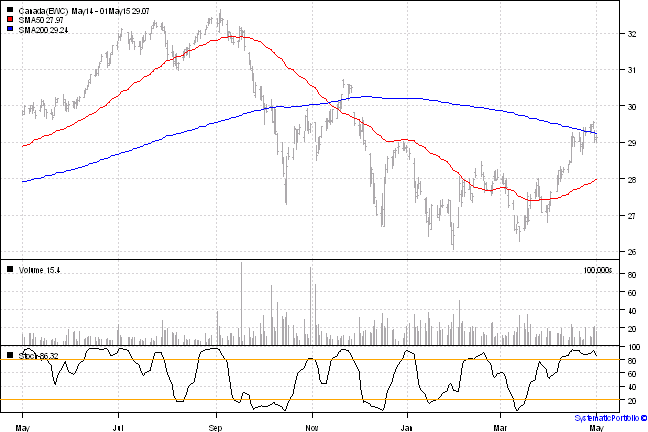 Canada(EWC) May14 - 01May15 29.07
SMA50 27.97
SMA200 29.24
32
31
30
29
28
27
26
Volume 15.4
100,000s
80
60
40
20
Stoch 86.32
100
80
60
40
20
May
Jul
Sep
Nov
Jan
Mar
May
SystematicPortfolio ©